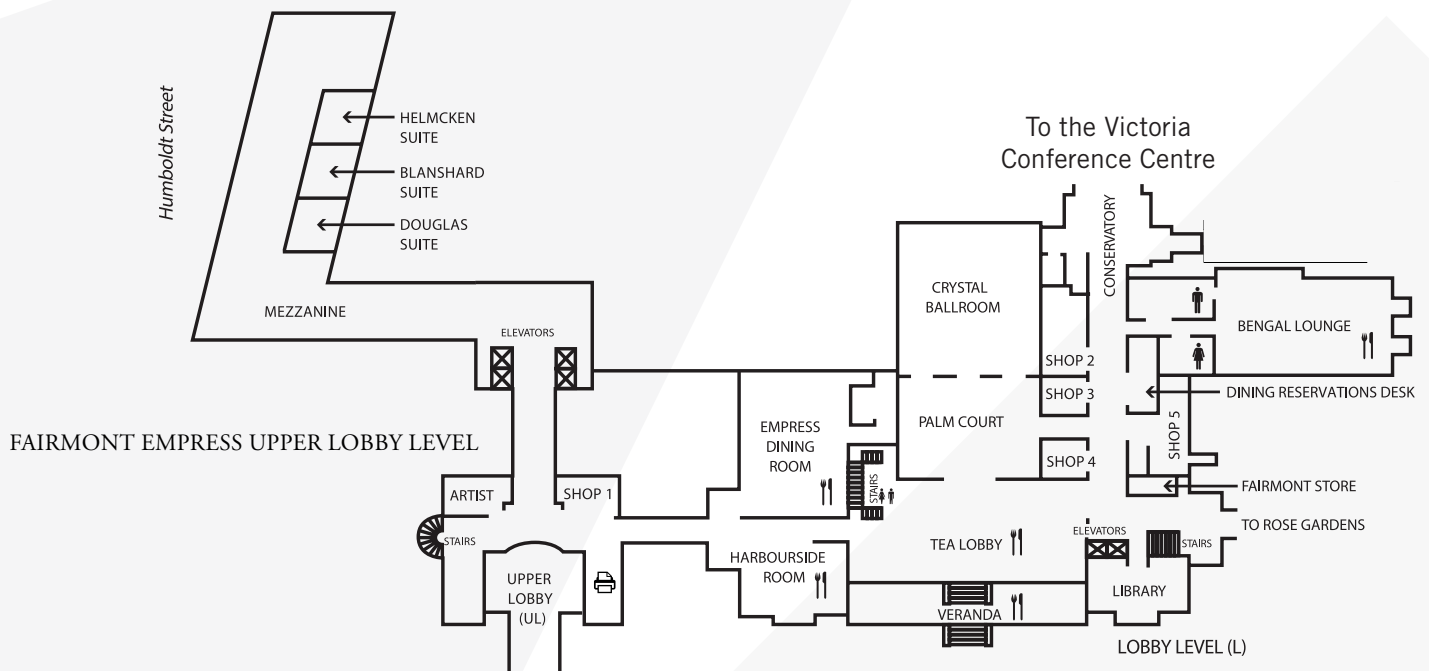 Humboldt Street
HELMCKEN
SUITE
BLANSHARD
SUITE
DOUGLAS
SUITE
MEZZANINE
ELEVATORS
FAIRMONT EMPRESS UPPER LOBBY LEVEL
ARTIST
SHOP 1
STAIRS
UPPER
LOBBY
(UL)
To the Victoria
Conference Centre
CONSERVATORY
CRYSTAL
BALLROOM
BENGAL LOUNGE
SHOP 2
SHOP 3
DINING RESERVATIONS DESK
PALM COURT
EMPRESS
DINING
ROOM
SHOP 5
SHOP 4
STAIRS
FAIRMONT STORE
TO ROSE GARDENS
ELEVATORS
STAIRS
TEA LOBBY
HARBOURSIDE
ROOM
LIBRARY
VERANDA
LOBBY LEVEL (L)